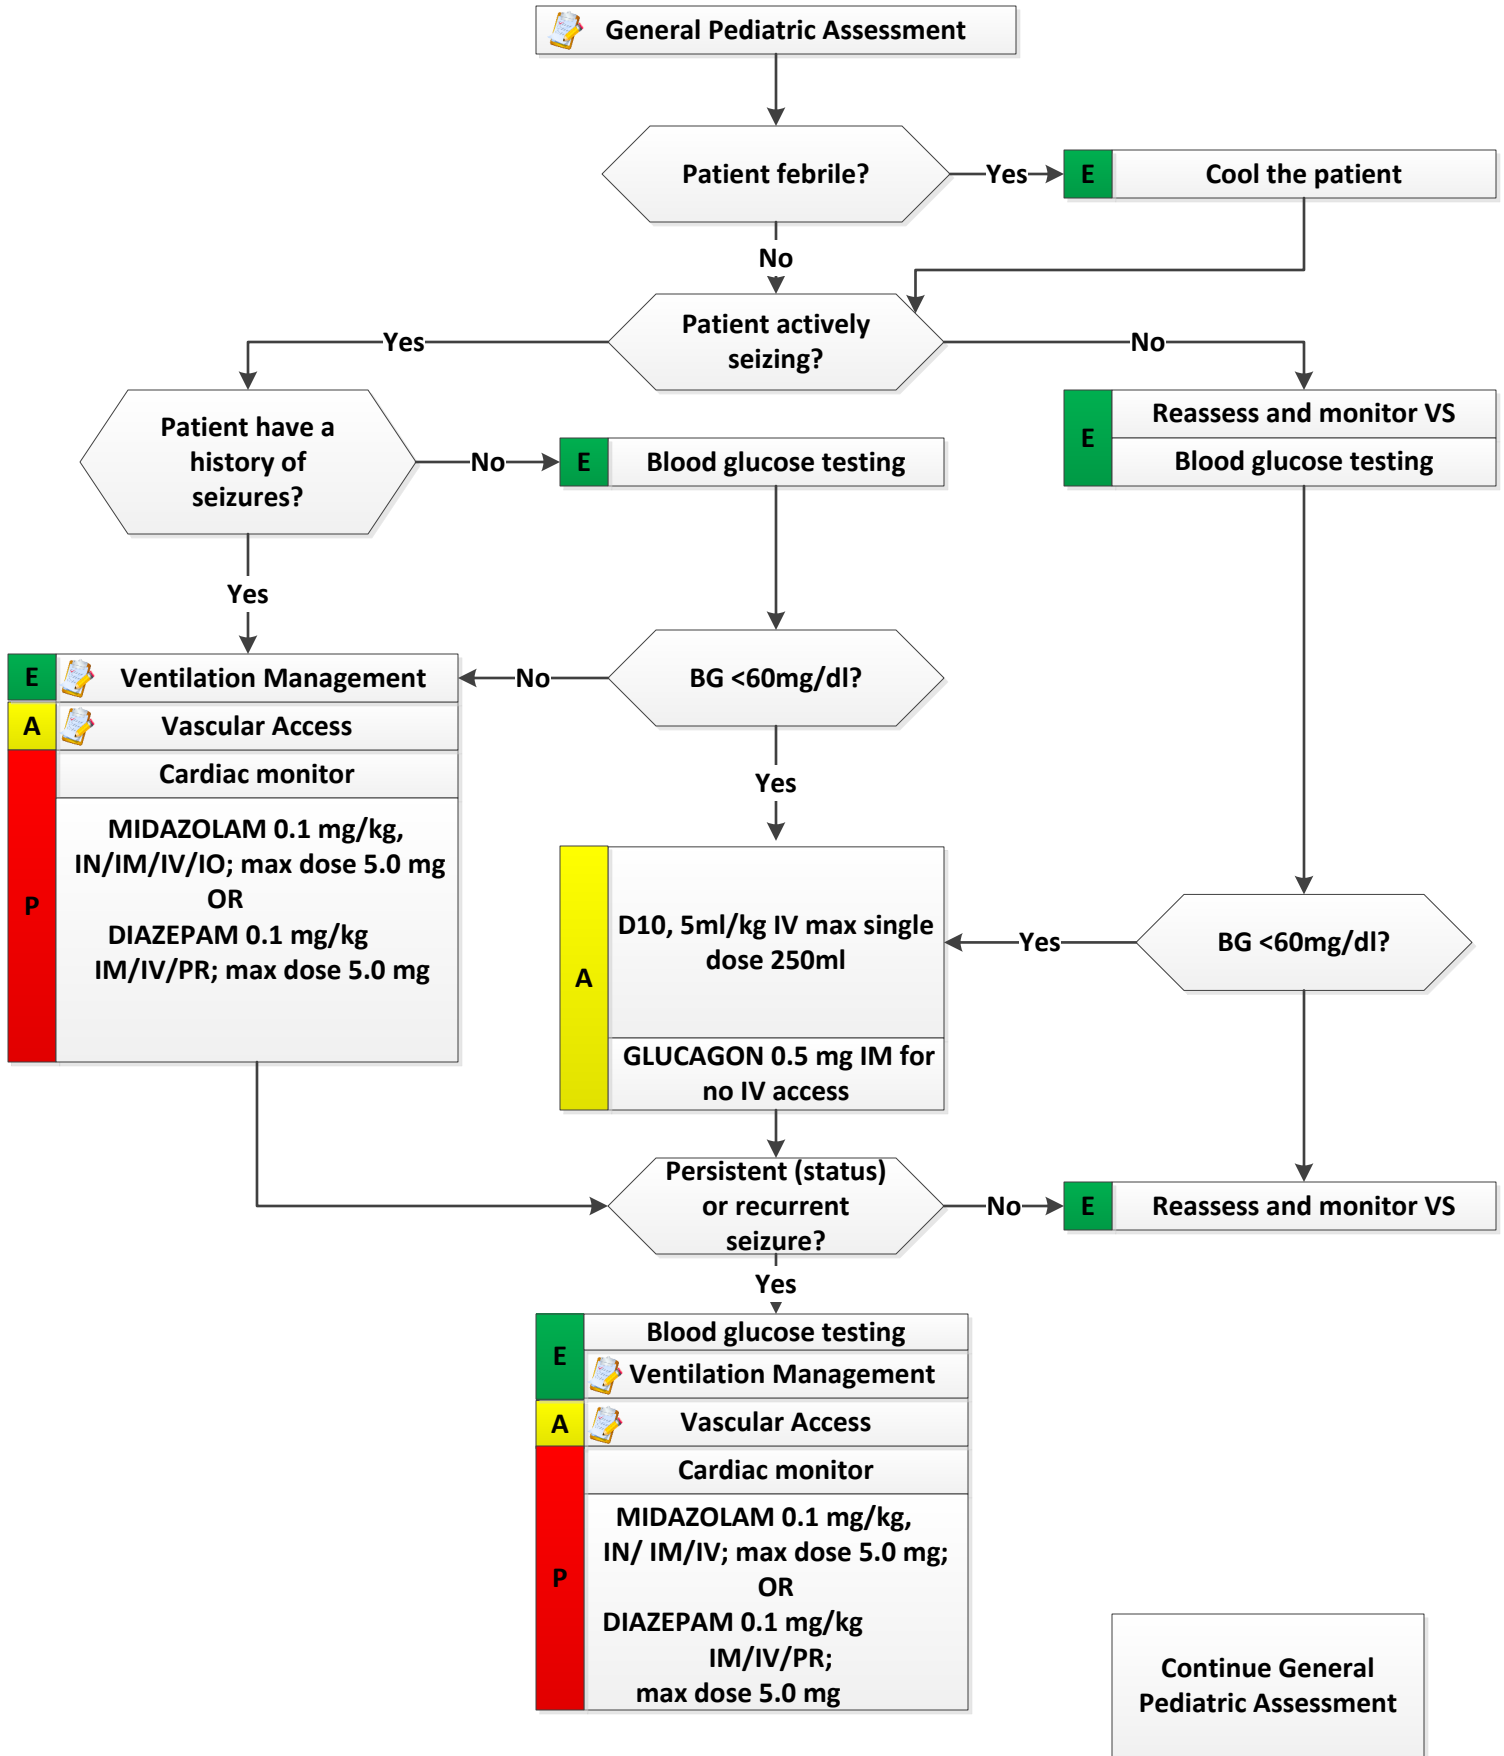 General Pediatric Assessment
Patient febrile?
Yes
E
Cool the patient
No
Patient actively
seizing?
Yes
No
Patient have a
history of
seizures?
No
E
Blood glucose testing
E
Reassess and monitor VS
Blood glucose testing
Yes
E
Ventilation Management
A
Vascular Access
P
Cardiac monitor
MIDAZOLAM 0.1 mg/kg,
IN/IM/IV/IO; max dose 5.0 mg
OR
DIAZEPAM 0.1 mg/kg
IM/IV/PR; max dose 5.0 mg
No
BG <60mg/dl?
Yes
A
D10, 5ml/kg IV max single
dose 250ml
GLUCAGON 0.5 mg IM for
no IV access
Yes
BG <60mg/dl?
Persistent (status)
or recurrent
seizure?
No
E
Reassess and monitor VS
Yes
E
Blood glucose testing
Ventilation Management
A
Vascular Access
P
Cardiac monitor
MIDAZOLAM 0.1 mg/kg,
IN/ IM/IV; max dose 5.0 mg;
OR
DIAZEPAM 0.1 mg/kg
IM/IV/PR;
max dose 5.0 mg
Continue General
Pediatric Assessment